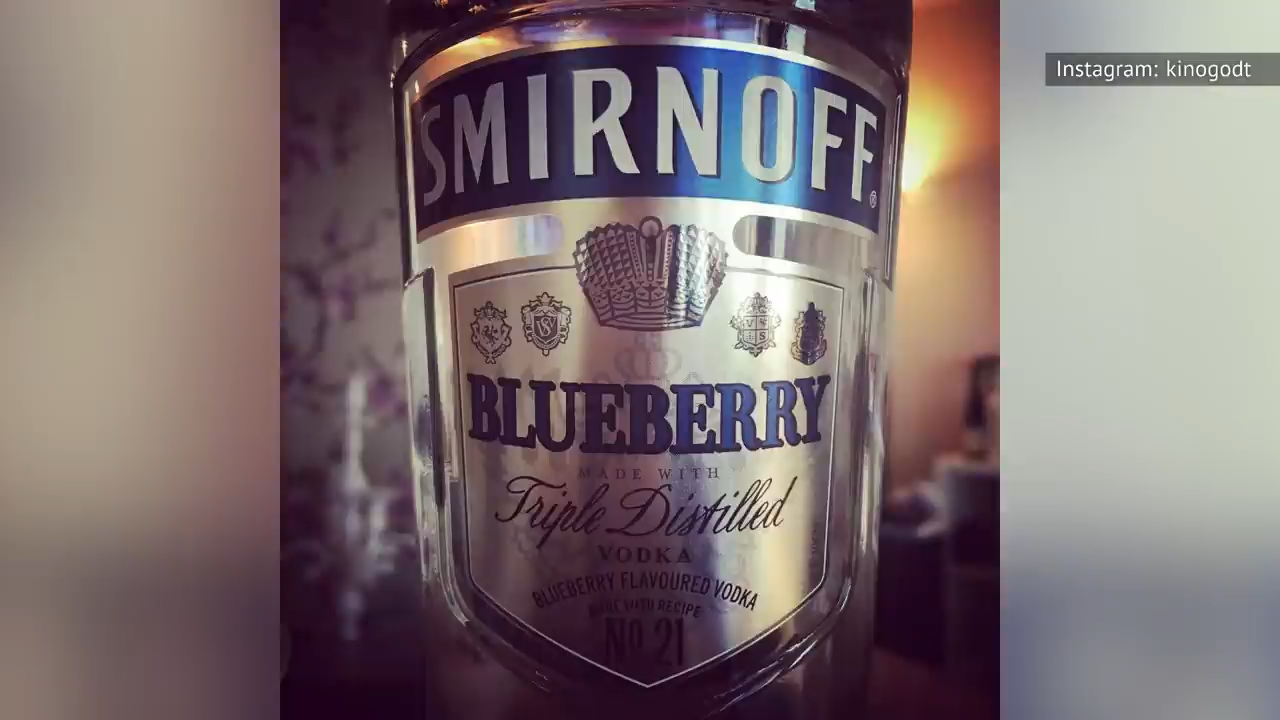 Instagram: kinogodt
SMIRNOFF®
BLUEBERRY
MADE WITH
Triple Distilled
VODKA
BLUEBERRY FLAVOURED VODKA
MADE WITH RECIPE
No 21